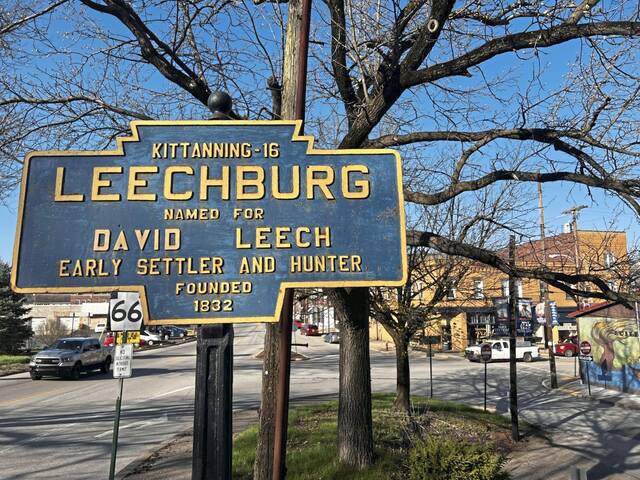 KITTANNING-16
LEECHBURG
NAMED FOR
DAVID LEECH
EARLY SETTLER AND HUNTER
FOUNDED
1832
66